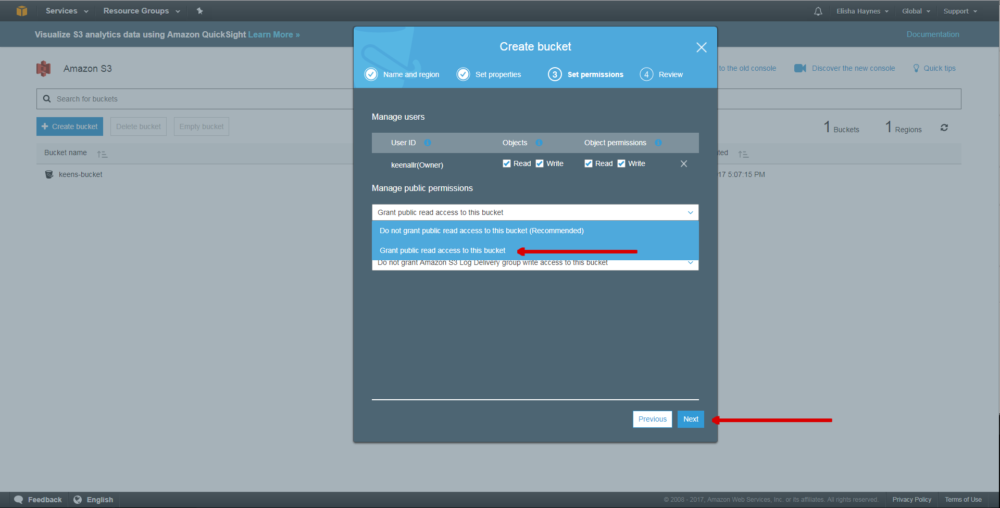 Services Resource Groups Elisha Haynes Global Support
Visualize S3 analytics data using Amazon QuickSight Learn More » Documentation
Create bucket
Amazon S3 to the old console Discover the new console Quick tips
Name and region Set properties 3 Set permissions 4 Review
Search for buckets
Manage users
Create bucket Delete bucket Empty bucket 1 Buckets 1 Regions
User ID Objects Object permissions
Bucket name
keenallr(Owner) Read Write Read Write
keens-bucket 17 5:07:15 PM
Manage public permissions
Grant public read access to this bucket
Do not grant public read access to this bucket (Recommended)
Grant public read access to this bucket
Do not grant Amazon S3 Log Delivery group write access to this bucket
Previous Next
Feedback English © 2008 - 2017, Amazon Web Services, Inc. or its affiliates. All rights reserved. Privacy Policy Terms of Use